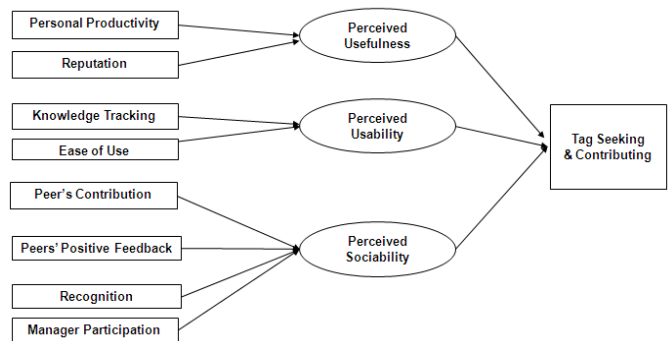 Personal Productivity
Reputation
Knowledge Tracking
Ease of Use
Peer's Contribution
Peers' Positive Feedback
Recognition
Manager Participation
Perceived
Usefulness
Perceived
Usability
Perceived
Sociability
Tag Seeking
& Contributing